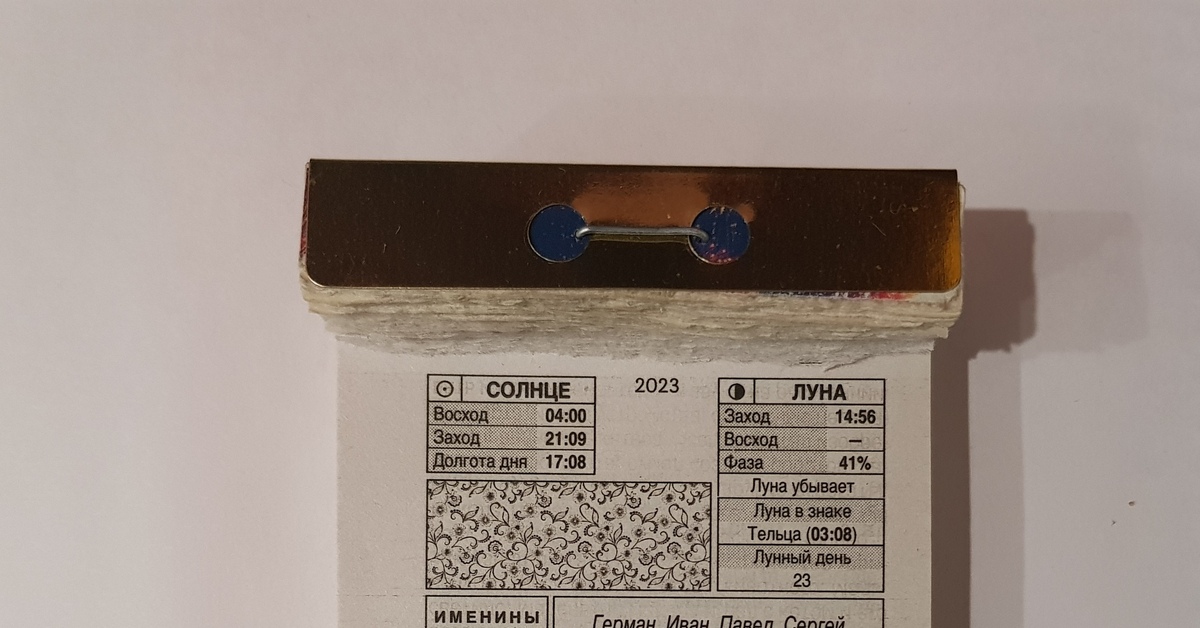 СОЛНЦЕ
Восход 04:00
Заход 21:09
Долгота дня 17:08
2023
ЛУНА
Заход 14:56
Восход —
Фаза 41%
Луна убывает
Луна в знаке
Тельца (03:08)
Лунный день
23
ИМЕНИНЫ
Герман, Иван, Павел, Сергей